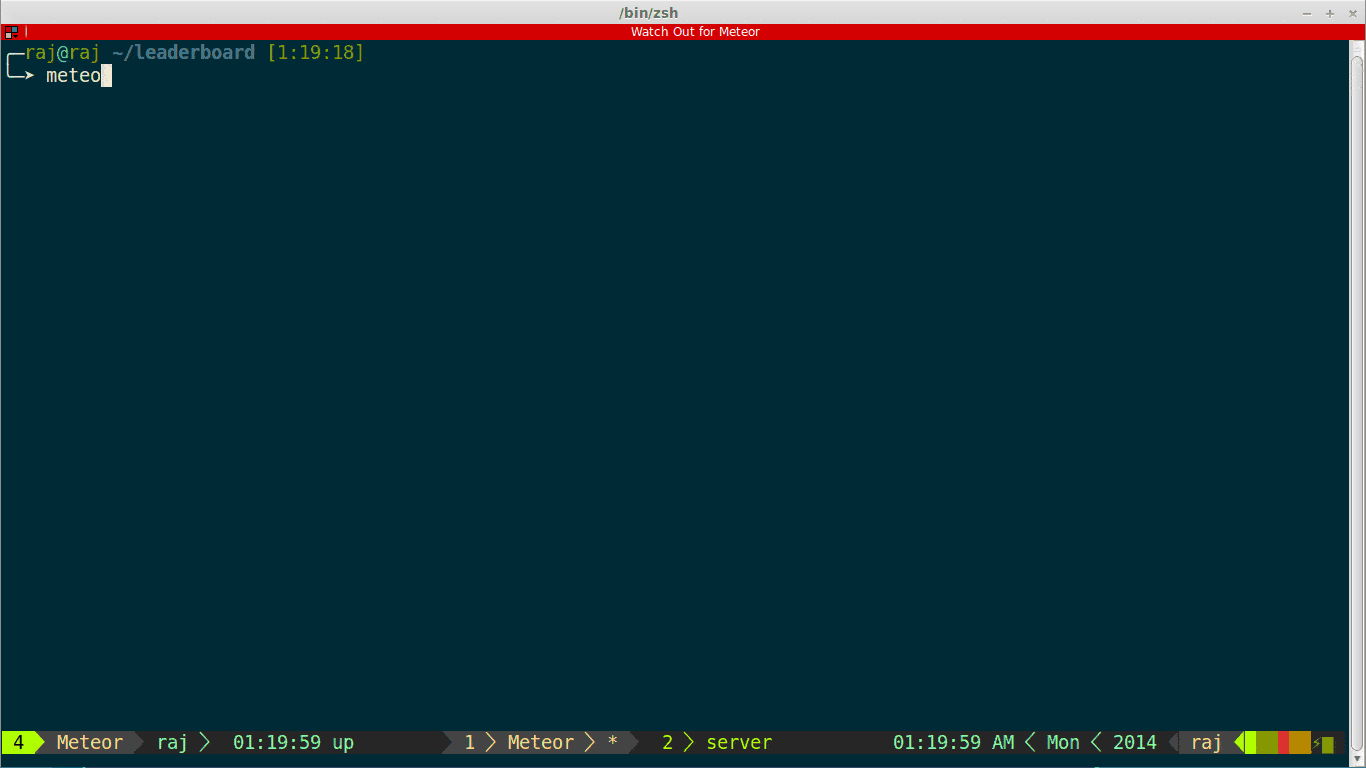 /bin/zsh
Watch Out for Meteor
raj@raj ~/leaderboard [1:19:18]
meteo
4 Meteor raj 01:19:59 up 1 Meteor * 2 server 01:19:59 AM Mon 2014 raj